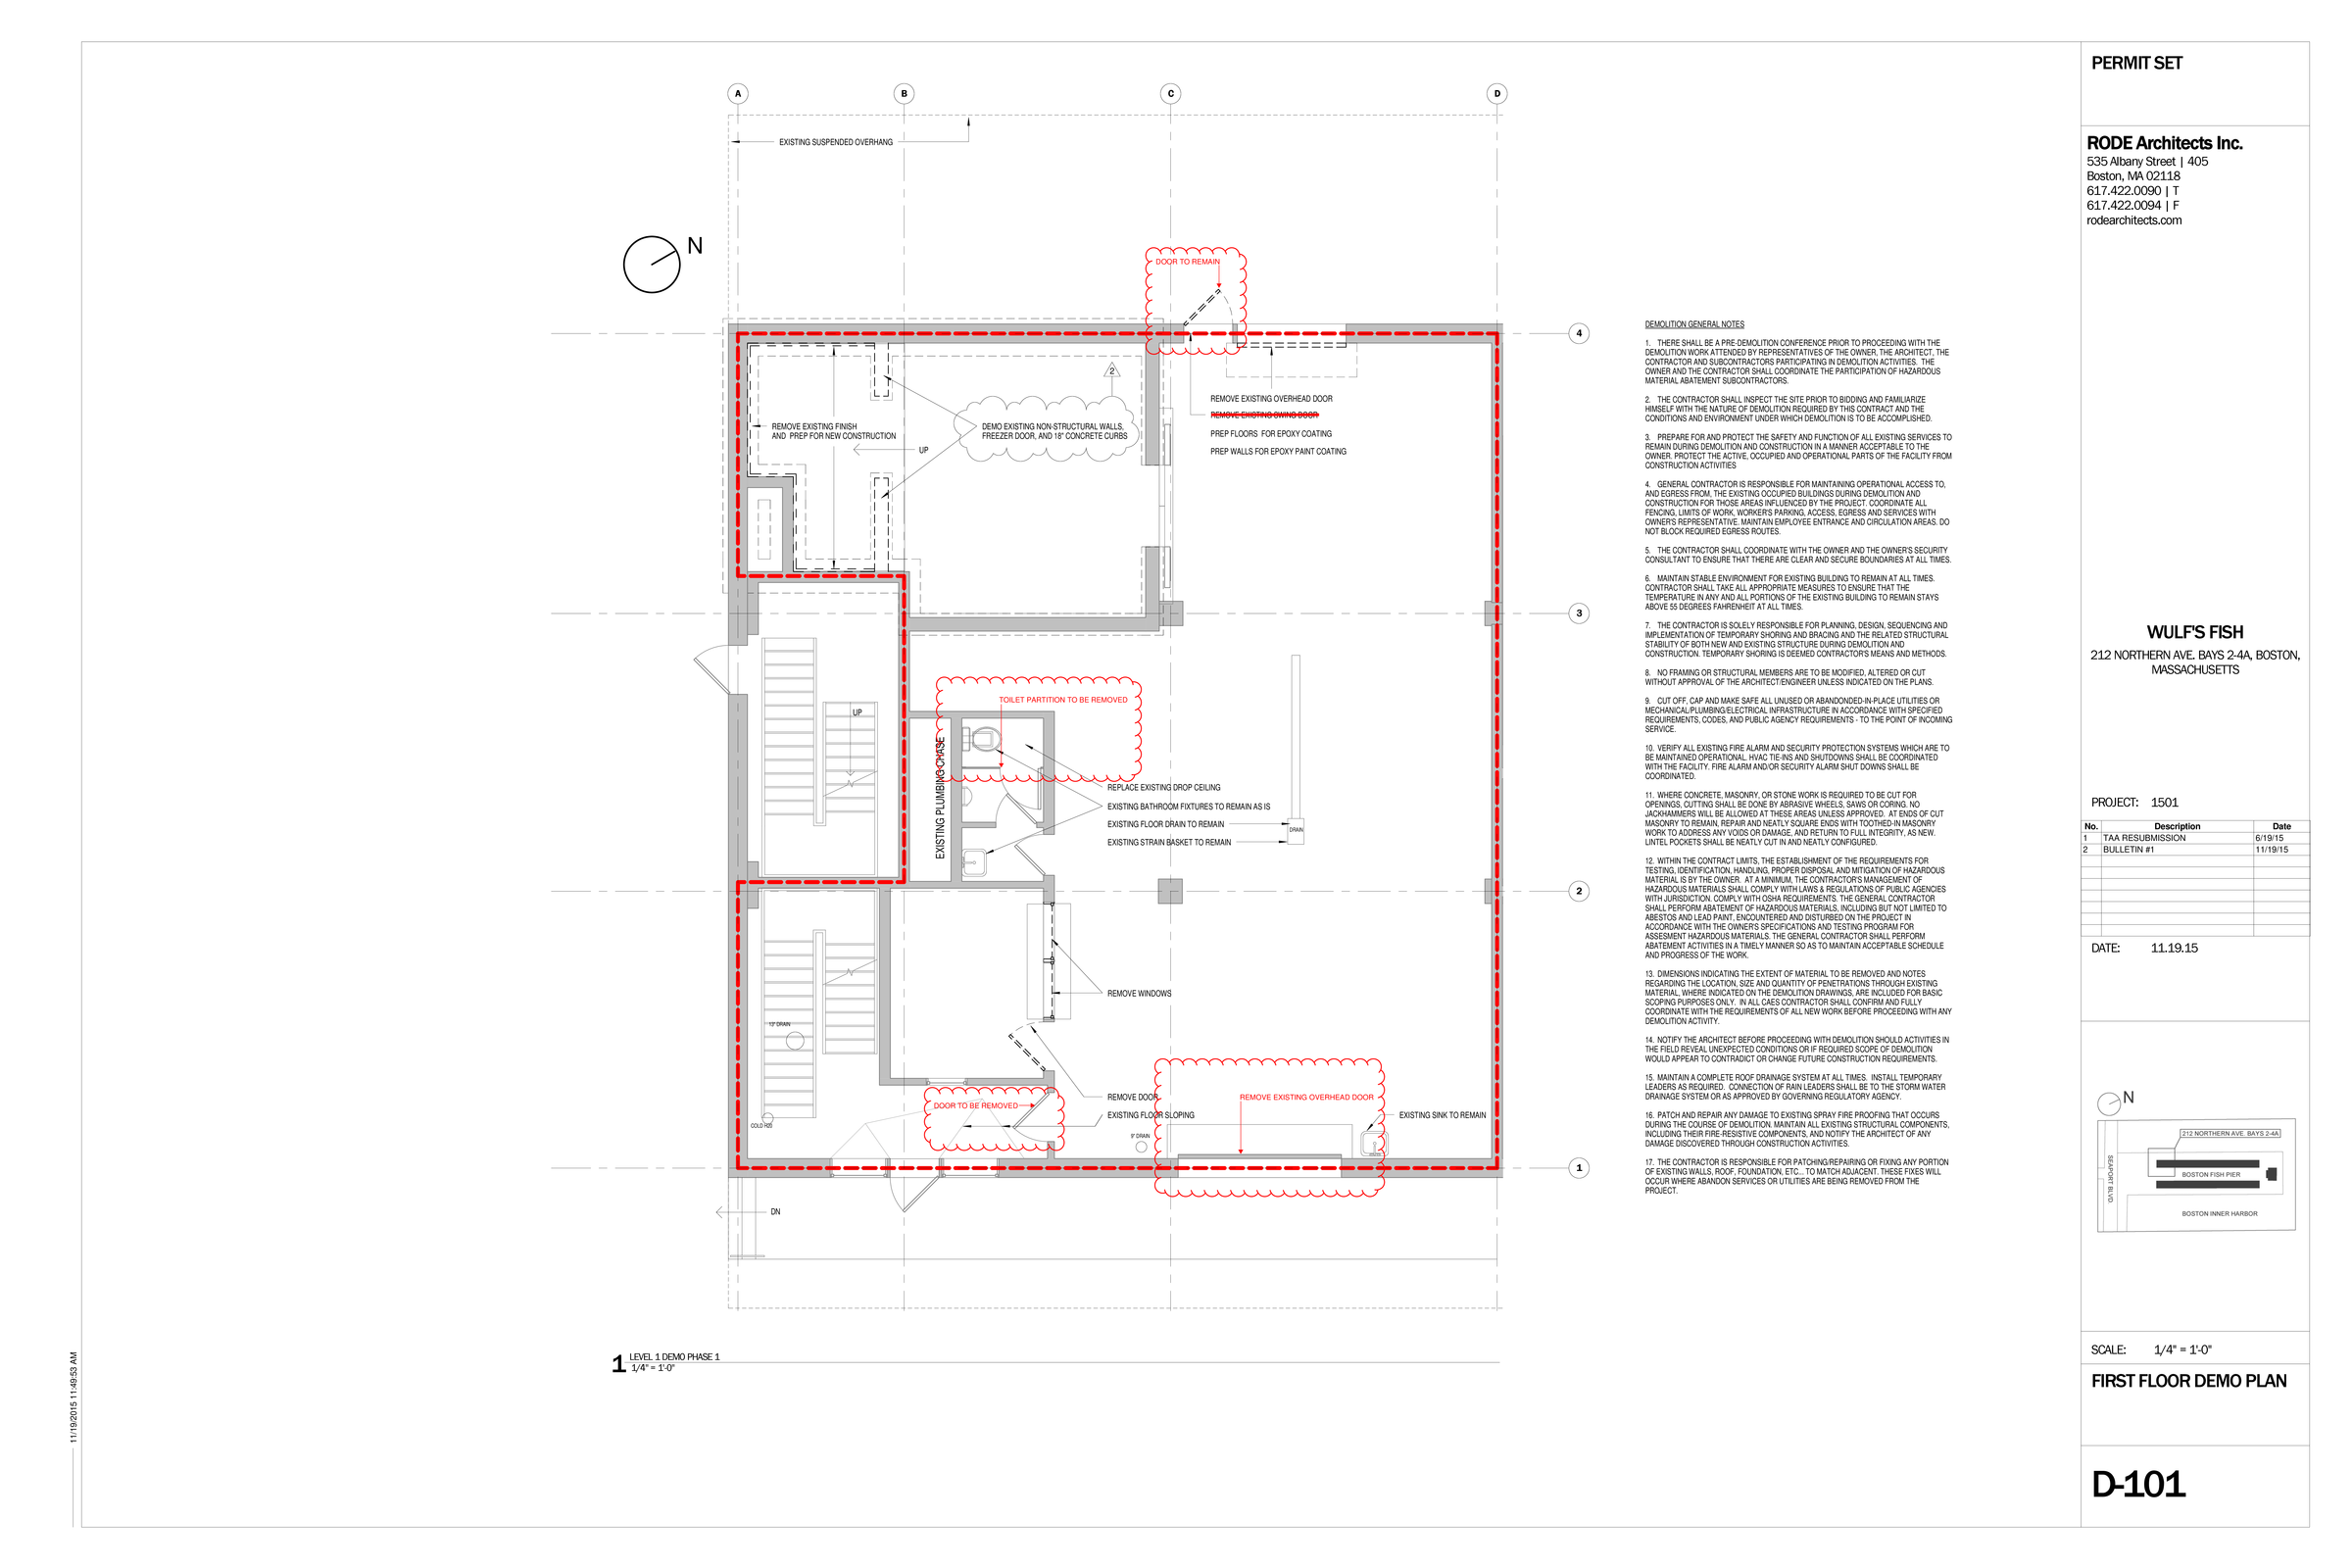 PERMIT SET
RODE Architects Inc.
535 Albany Street | 405
Boston, MA 02118
617.422.0090 | T
617.422.0094 | F
rodearchitects.com
WULF'S FISH
212 NORTHERN AVE. BAYS 2-4A, BOSTON,
MASSACHUSETTS
PROJECT: 1501
No. Description Date
1 TAA RESUBMISSION 6/19/15
2 BULLETIN #1 11/19/15
DATE: 11.19.15
N
212 NORTHERN AVE. BAYS 2-4A
SEAPORT BLVD.
BOSTON FISH PIER
BOSTON INNER HARBOR
SCALE: 1/4" = 1'-0"
FIRST FLOOR DEMO PLAN
D-101
A B C D
EXISTING SUSPENDED OVERHANG
N
DOOR TO REMAIN
4
2
REMOVE EXISTING OVERHEAD DOOR
REMOVE EXISTING SWING DOOR
PREP FLOORS FOR EPOXY COATING
PREP WALLS FOR EPOXY PAINT COATING
REMOVE EXISTING FINISH
AND PREP FOR NEW CONSTRUCTION
DEMO EXISTING NON-STRUCTURAL WALLS,
FREEZER DOOR, AND 18" CONCRETE CURBS
UP
3
TOILET PARTITION TO BE REMOVED
UP
EXISTING PLUMBING CHASE
REPLACE EXISTING DROP CEILING
EXISTING BATHROOM FIXTURES TO REMAIN AS IS
EXISTING FLOOR DRAIN TO REMAIN
DRAIN
EXISTING STRAIN BASKET TO REMAIN
2
REMOVE WINDOWS
13" DRAIN
REMOVE DOOR
REMOVE EXISTING OVERHEAD DOOR
DOOR TO BE REMOVED
EXISTING FLOOR SLOPING
EXISTING SINK TO REMAIN
COLD H20
5" DRAIN
1
DN
1 LEVEL 1 DEMO PHASE 1
1/4" = 1'-0"
11/19/2015 11:49:53 AM
DEMOLITION GENERAL NOTES
1. THERE SHALL BE A PRE-DEMOLITION CONFERENCE PRIOR TO PROCEEDING WITH THE
DEMOLITION WORK ATTENDED BY REPRESENTATIVES OF THE OWNER, THE ARCHITECT, THE
CONTRACTOR AND SUBCONTRACTORS PARTICIPATING IN DEMOLITION ACTIVITIES. THE
OWNER AND THE CONTRACTOR SHALL COORDINATE THE PARTICIPATION OF HAZARDOUS
MATERIAL ABATEMENT SUBCONTRACTORS.
2. THE CONTRACTOR SHALL INSPECT THE SITE PRIOR TO BIDDING AND FAMILIARIZE
HIMSELF WITH THE NATURE OF DEMOLITION REQUIRED BY THIS CONTRACT AND THE
CONDITIONS AND ENVIRONMENT UNDER WHICH DEMOLITION IS TO BE ACCOMPLISHED.
3. PREPARE FOR AND PROTECT THE SAFETY AND FUNCTION OF ALL EXISTING SERVICES TO
REMAIN DURING DEMOLITION AND CONSTRUCTION IN A MANNER ACCEPTABLE TO THE
OWNER. PROTECT THE ACTIVE, OCCUPIED AND OPERATIONAL PARTS OF THE FACILITY FROM
CONSTRUCTION ACTIVITIES
4. GENERAL CONTRACTOR IS RESPONSIBLE FOR MAINTAINING OPERATIONAL ACCESS TO,
AND EGRESS FROM, THE EXISTING OCCUPIED BUILDINGS DURING DEMOLITION AND
CONSTRUCTION FOR THOSE AREAS INFLUENCED BY THE PROJECT. COORDINATE ALL
FENCING, LIMITS OF WORK, WORKER'S PARKING, ACCESS, EGRESS AND SERVICES WITH
OWNER'S REPRESENTATIVE. MAINTAIN EMPLOYEE ENTRANCE AND CIRCULATION AREAS. DO
NOT BLOCK REQUIRED EGRESS ROUTES.
5. THE CONTRACTOR SHALL COORDINATE WITH THE OWNER AND THE OWNER'S SECURITY
CONSULTANT TO ENSURE THAT THERE ARE CLEAR AND SECURE BOUNDARIES AT ALL TIMES.
6. MAINTAIN STABLE ENVIRONMENT FOR EXISTING BUILDING TO REMAIN AT ALL TIMES.
CONTRACTOR SHALL TAKE ALL APPROPRIATE MEASURES TO ENSURE THAT THE
TEMPERATURE IN ANY AND ALL PORTIONS OF THE EXISTING BUILDING TO REMAIN STAYS
ABOVE 55 DEGREES FAHRENHEIT AT ALL TIMES.
7. THE CONTRACTOR IS SOLELY RESPONSIBLE FOR PLANNING, DESIGN, SEQUENCING AND
IMPLEMENTATION OF TEMPORARY SHORING AND BRACING AND THE RELATED STRUCTURAL
STABILITY OF BOTH NEW AND EXISTING STRUCTURE DURING DEMOLITION AND
CONSTRUCTION. TEMPORARY SHORING IS DEEMED CONTRACTOR'S MEANS AND METHODS.
8. NO FRAMING OR STRUCTURAL MEMBERS ARE TO BE MODIFIED, ALTERED OR CUT
WITHOUT APPROVAL OF THE ARCHITECT/ENGINEER UNLESS INDICATED ON THE PLANS.
9. CUT OFF, CAP AND MAKE SAFE ALL UNUSED OR ABANDONDED-IN-PLACE UTILITIES OR
MECHANICAL/PLUMBING/ELECTRICAL INFRASTRUCTURE IN ACCORDANCE WITH SPECIFIED
REQUIREMENTS, CODES, AND PUBLIC AGENCY REQUIREMENTS - TO THE POINT OF INCOMING
SERVICE.
10. VERIFY ALL EXISTING FIRE ALARM AND SECURITY PROTECTION SYSTEMS WHICH ARE TO
BE MAINTAINED OPERATIONAL. HVAC TIE-INS AND SHUTDOWNS SHALL BE COORDINATED
WITH THE FACILITY. FIRE ALARM AND/OR SECURITY ALARM SHUT DOWNS SHALL BE
COORDINATED.
11. WHERE CONCRETE, MASONRY, OR STONE WORK IS REQUIRED TO BE CUT FOR
OPENINGS, CUTTING SHALL BE DONE BY ABRASIVE WHEELS, SAWS OR CORING. NO
JACKHAMMERS WILL BE ALLOWED AT THESE AREAS UNLESS APPROVED. AT ENDS OF CUT
MASONRY TO REMAIN, REPAIR AND NEATLY SQUARE ENDS WITH TOOTHED-IN MASONRY
WORK TO ADDRESS ANY VOIDS OR DAMAGE, AND RETURN TO FULL INTEGRITY, AS NEW.
LINTEL POCKETS SHALL BE NEATLY CUT IN AND NEATLY CONFIGURED.
12. WITHIN THE CONTRACT LIMITS, THE ESTABLISHMENT OF THE REQUIREMENTS FOR
TESTING, IDENTIFICATION, HANDLING, PROPER DISPOSAL AND MITIGATION OF HAZARDOUS
MATERIAL IS BY THE OWNER. AT A MINIMUM, THE CONTRACTOR'S MANAGEMENT OF
HAZARDOUS MATERIALS SHALL COMPLY WITH LAWS & REGULATIONS OF PUBLIC AGENCIES
WITH JURISDICTION. COMPLY WITH OSHA REQUIREMENTS. THE GENERAL CONTRACTOR
SHALL PERFORM ABATEMENT OF HAZARDOUS MATERIALS, INCLUDING BUT NOT LIMITED TO
ABESTOS AND LEAD PAINT, ENCOUNTERED AND DISTURBED ON THE PROJECT IN
ACCORDANCE WITH THE OWNER'S SPECIFICATIONS AND TESTING PROGRAM FOR
ASSESMENT HAZARDOUS MATERIALS. THE GENERAL CONTRACTOR SHALL PERFORM
ABATEMENT ACTIVITIES IN A TIMELY MANNER SO AS TO MAINTAIN ACCEPTABLE SCHEDULE
AND PROGRESS OF THE WORK.
13. DIMENSIONS INDICATING THE EXTENT OF MATERIAL TO BE REMOVED AND NOTES
REGARDING THE LOCATION, SIZE AND QUANTITY OF PENETRATIONS THROUGH EXISTING
MATERIAL, WHERE INDICATED ON THE DEMOLITION DRAWINGS, ARE INCLUDED FOR BASIC
SCOPING PURPOSES ONLY. IN ALL CAES CONTRACTOR SHALL CONFIRM AND FULLY
COORDINATE WITH THE REQUIREMENTS OF ALL NEW WORK BEFORE PROCEEDING WITH ANY
DEMOLITION ACTIVITY.
14. NOTIFY THE ARCHITECT BEFORE PROCEEDING WITH DEMOLITION SHOULD ACTIVITIES IN
THE FIELD REVEAL UNEXPECTED CONDITIONS OR IF REQUIRED SCOPE OF DEMOLITION
WOULD APPEAR TO CONTRADICT OR CHANGE FUTURE CONSTRUCTION REQUIREMENTS.
15. MAINTAIN A COMPLETE ROOF DRAINAGE SYSTEM AT ALL TIMES. INSTALL TEMPORARY
LEADERS AS REQUIRED. CONNECTION OF RAIN LEADERS SHALL BE TO THE STORM WATER
DRAINAGE SYSTEM OR AS APPROVED BY GOVERNING REGULATORY AGENCY.
16. PATCH AND REPAIR ANY DAMAGE TO EXISTING SPRAY FIRE PROOFING THAT OCCURS
DURING THE COURSE OF DEMOLITION. MAINTAIN ALL EXISTING STRUCTURAL COMPONENTS,
INCLUDING THEIR FIRE-RESISTIVE COMPONENTS, AND NOTIFY THE ARCHITECT OF ANY
DAMAGE DISCOVERED THROUGH CONSTRUCTION ACTIVITIES.
17. THE CONTRACTOR IS RESPONSIBLE FOR PATCHING/REPAIRING OR FIXING ANY PORTION
OF EXISTING WALLS, ROOF, FOUNDATION, ETC... TO MATCH ADJACENT. THESE FIXES WILL
OCCUR WHERE ABANDON SERVICES OR UTILITIES ARE BEING REMOVED FROM THE
PROJECT.